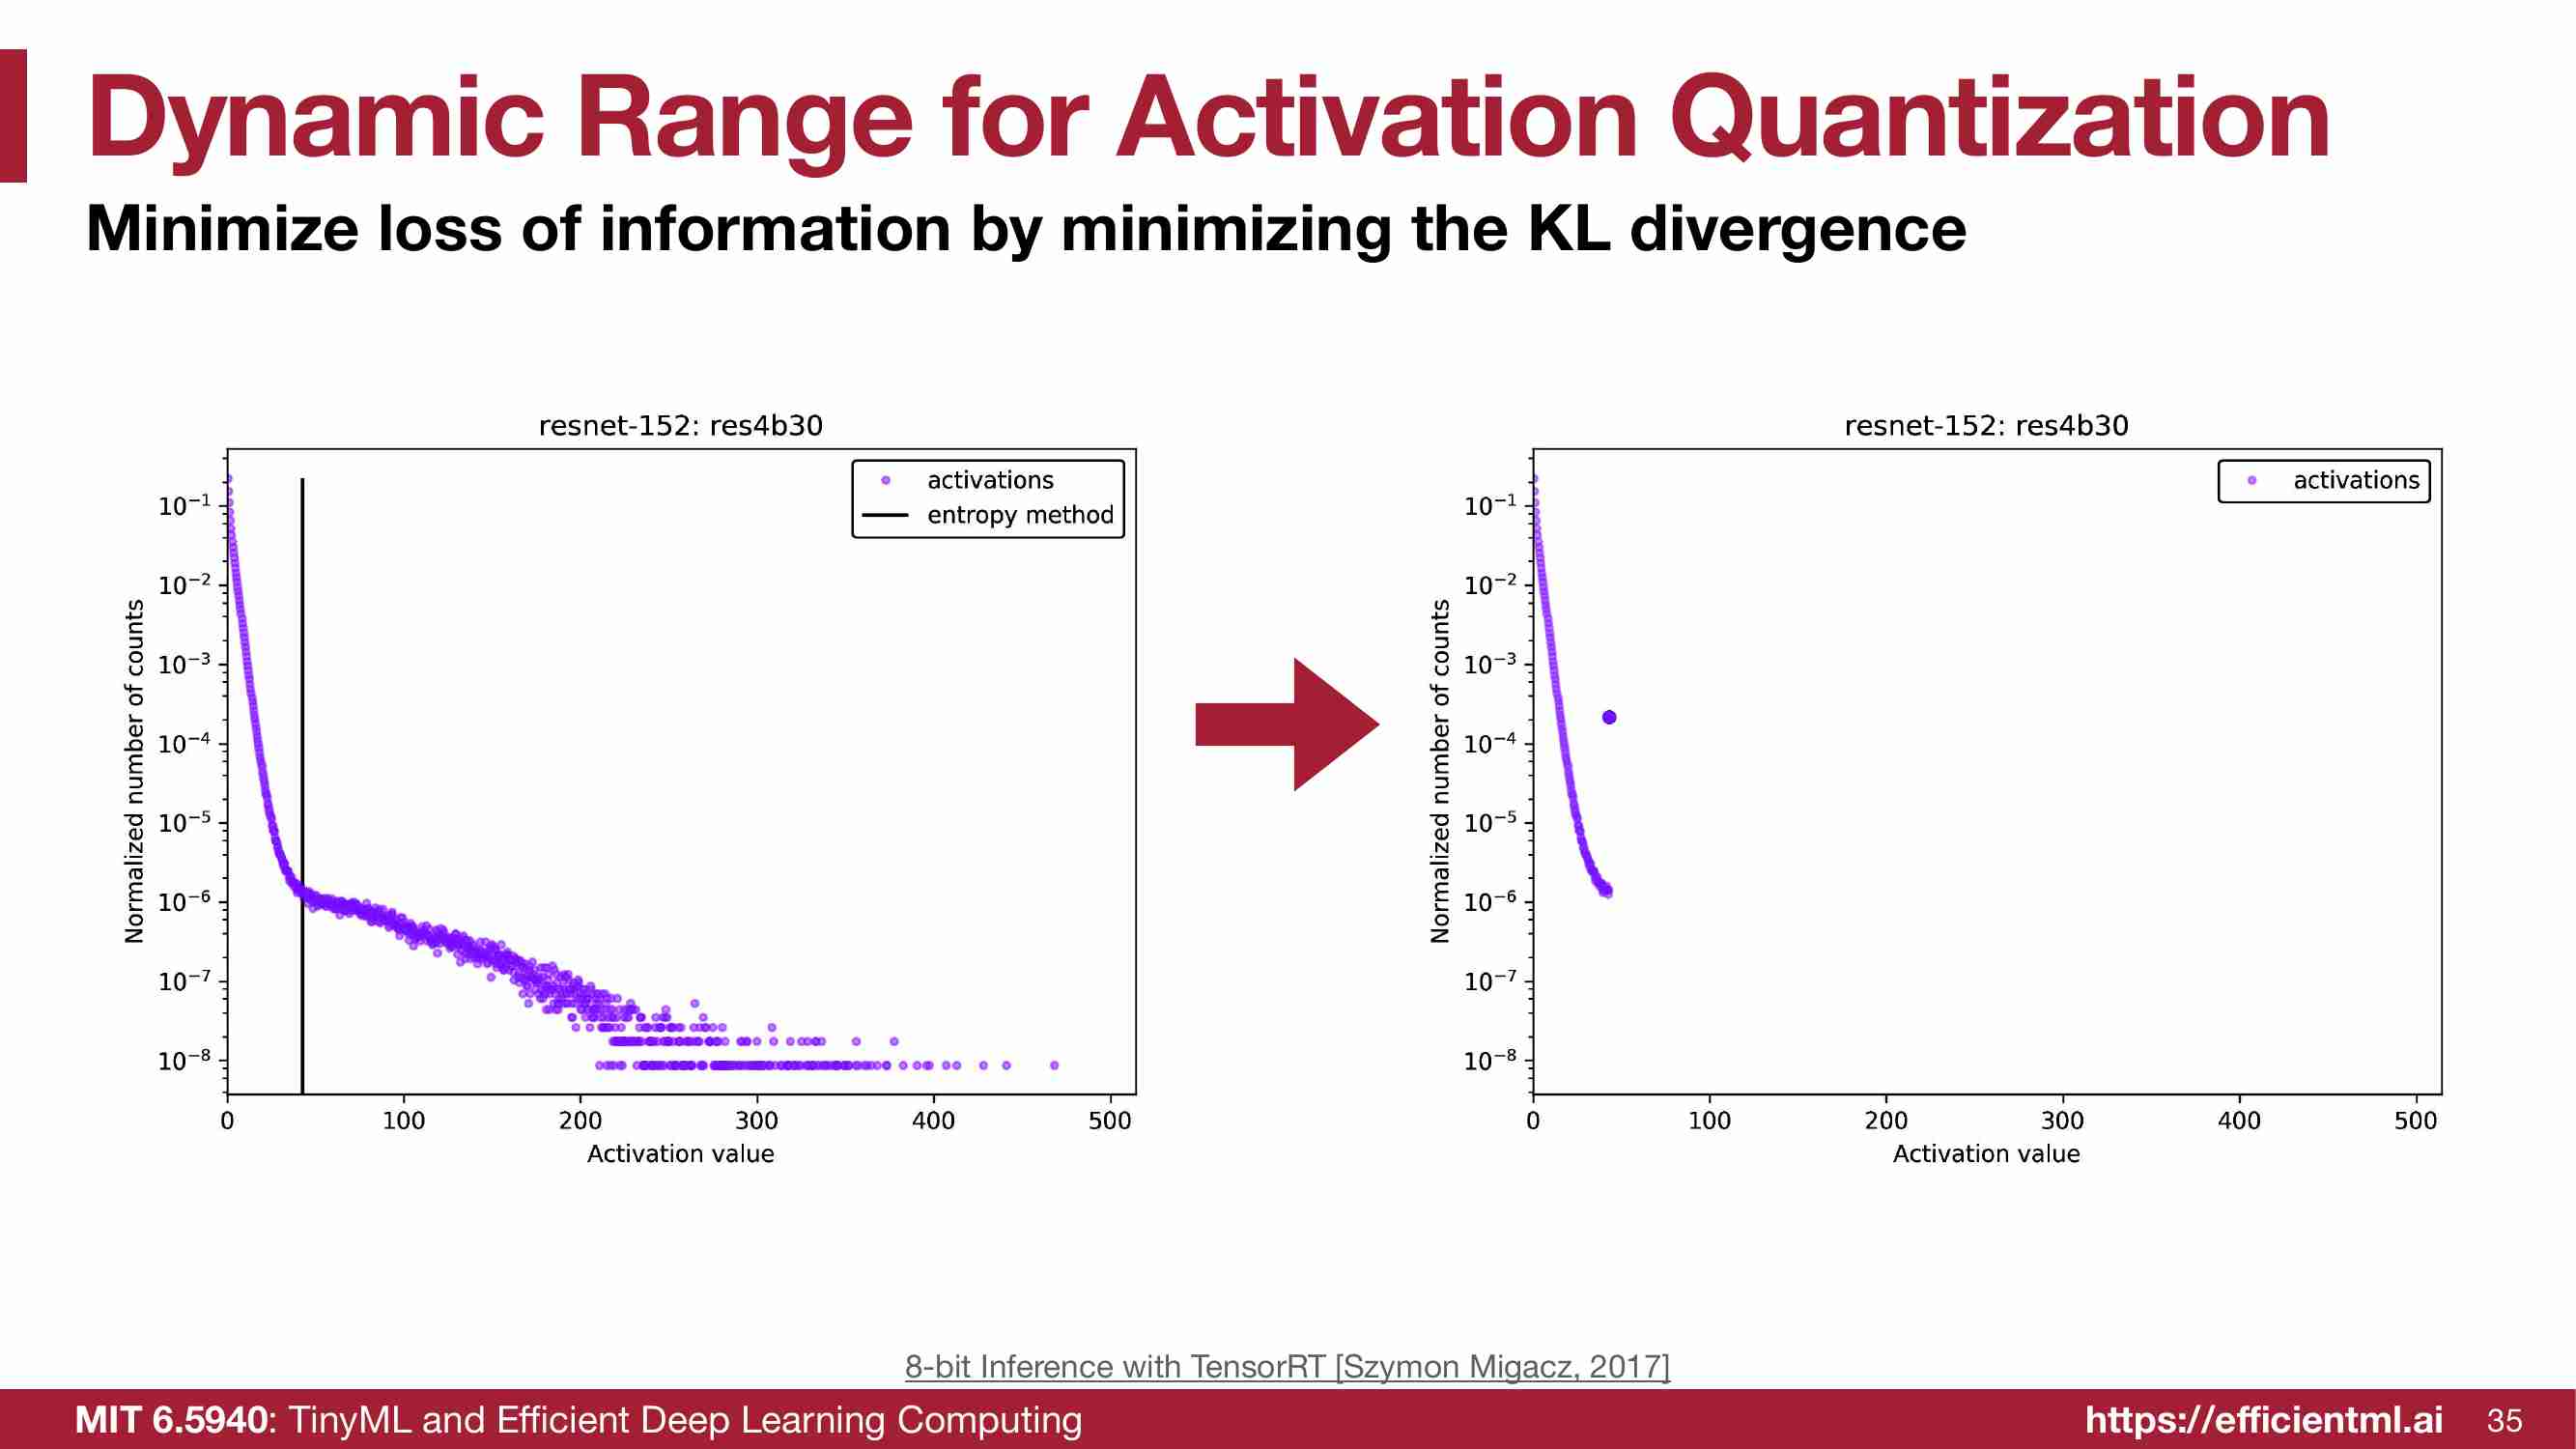 Dynamic Range for Activation Quantization
Minimize loss of information by minimizing the KL divergence
resnet-152: res4b30
activations
entropy method
Normalized number of counts
10⁻¹
10⁻²
10⁻³
10⁻⁴
10⁻⁵
10⁻⁶
10⁻⁷
10⁻⁸
0 100 200 300 400 500
Activation value
resnet-152: res4b30
activations
Normalized number of counts
10⁻¹
10⁻²
10⁻³
10⁻⁴
10⁻⁵
10⁻⁶
10⁻⁷
10⁻⁸
0 100 200 300 400 500
Activation value
8-bit Inference with TensorRT [Szymon Migacz, 2017]
MIT 6.5940: TinyML and Efficient Deep Learning Computing https://efficientml.ai 35